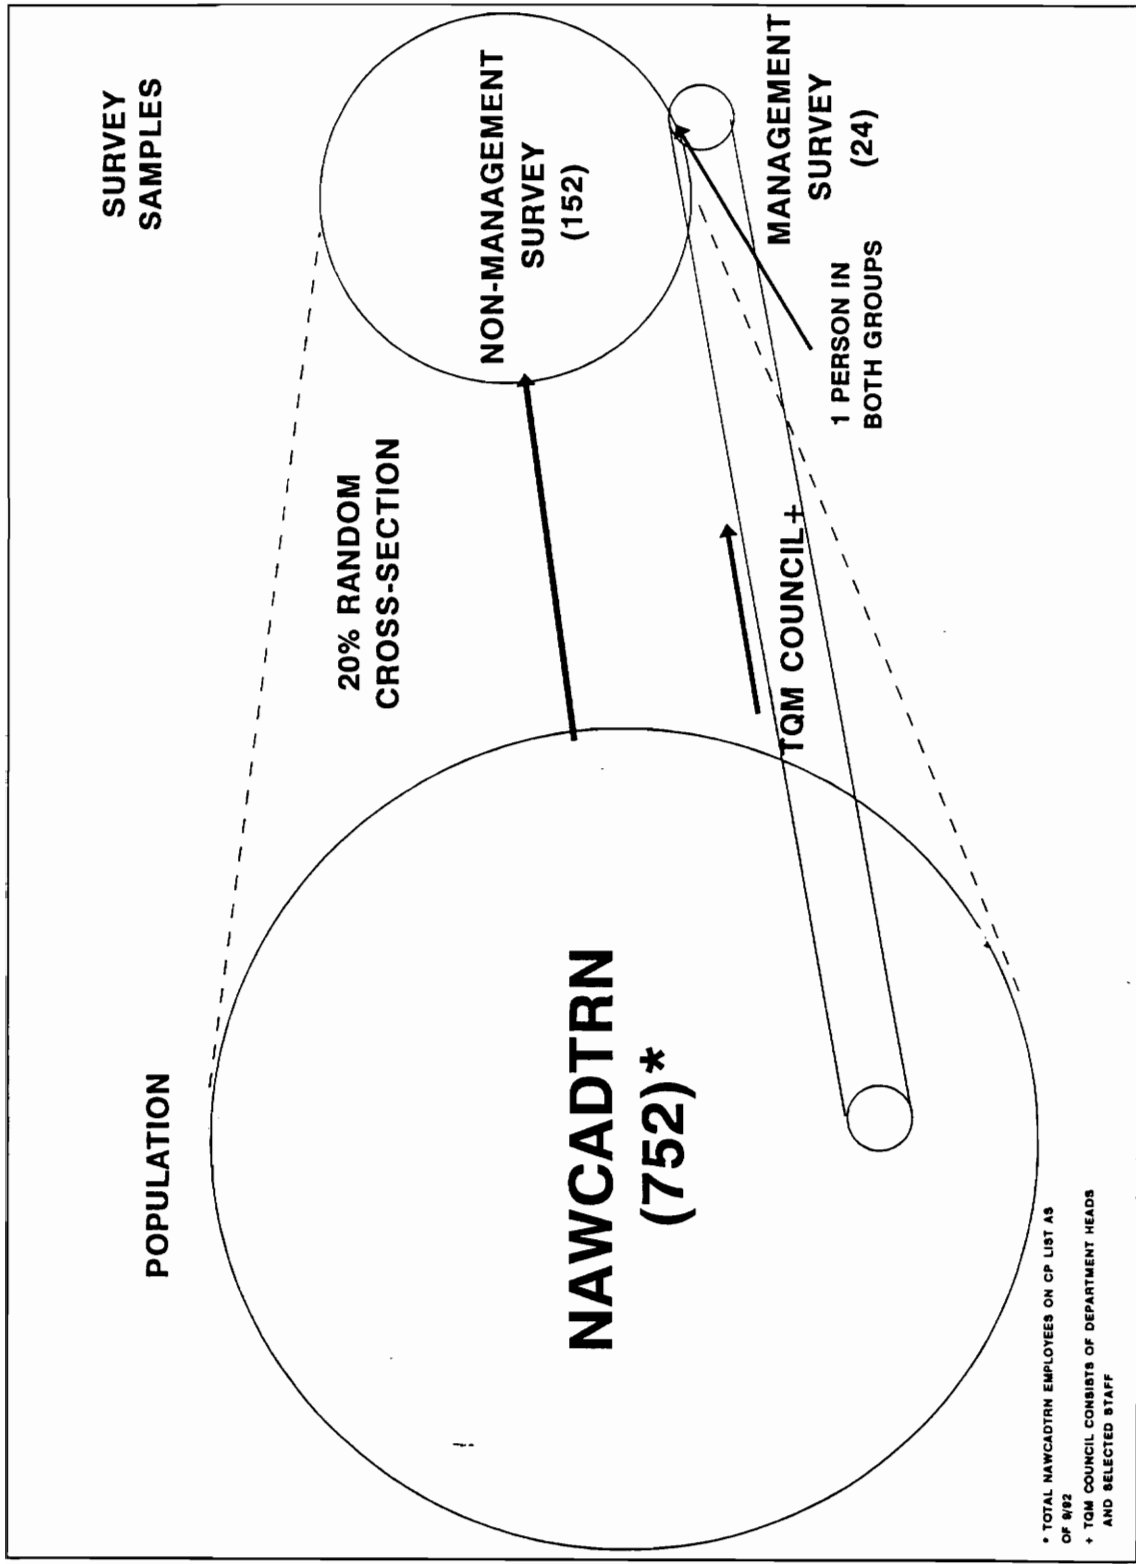 POPULATION
SURVEY
SAMPLES
20% RANDOM
CROSS-SECTION
NON-MANAGEMENT
SURVEY
(152)
NAWCADTRN
(752)*
TQM COUNCIL+
MANAGEMENT
SURVEY
(24)
1 PERSON IN
BOTH GROUPS
* TOTAL NAWCADTRN EMPLOYEES ON CP LIST AS
OF 9/92
+ TQM COUNCIL CONSISTS OF DEPARTMENT HEADS
AND SELECTED STAFF